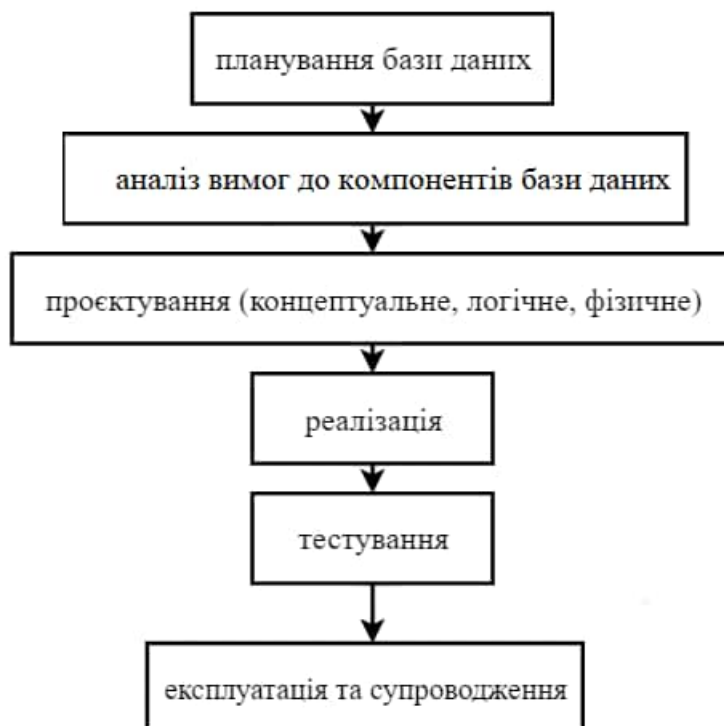 планування бази даних
аналіз вимог до компонентів бази даних
проєктування (концептуальне, логічне, фізичне)
реалізація
тестування
експлуатація та супроводження